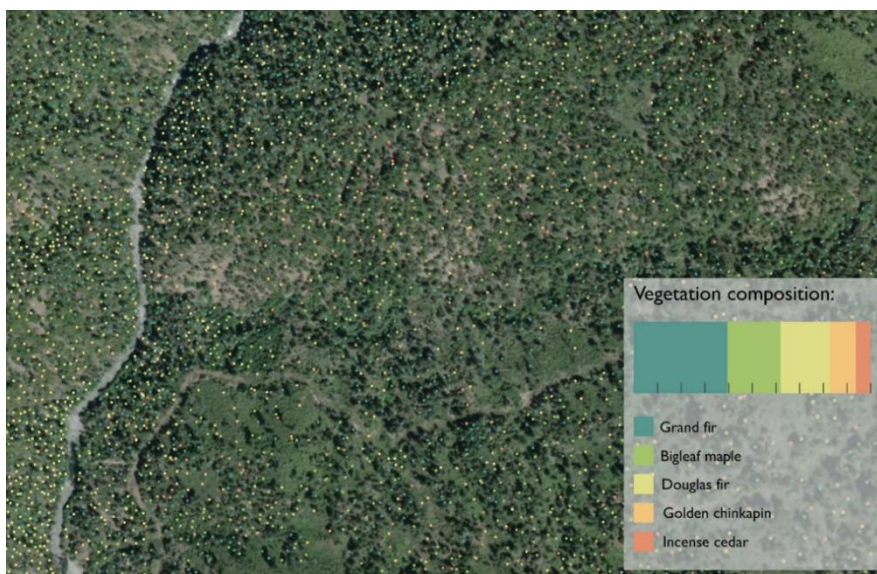 Vegetation composition:
Grand fir
Bigleaf maple
Douglas fir
Golden chinkapin
Incense cedar